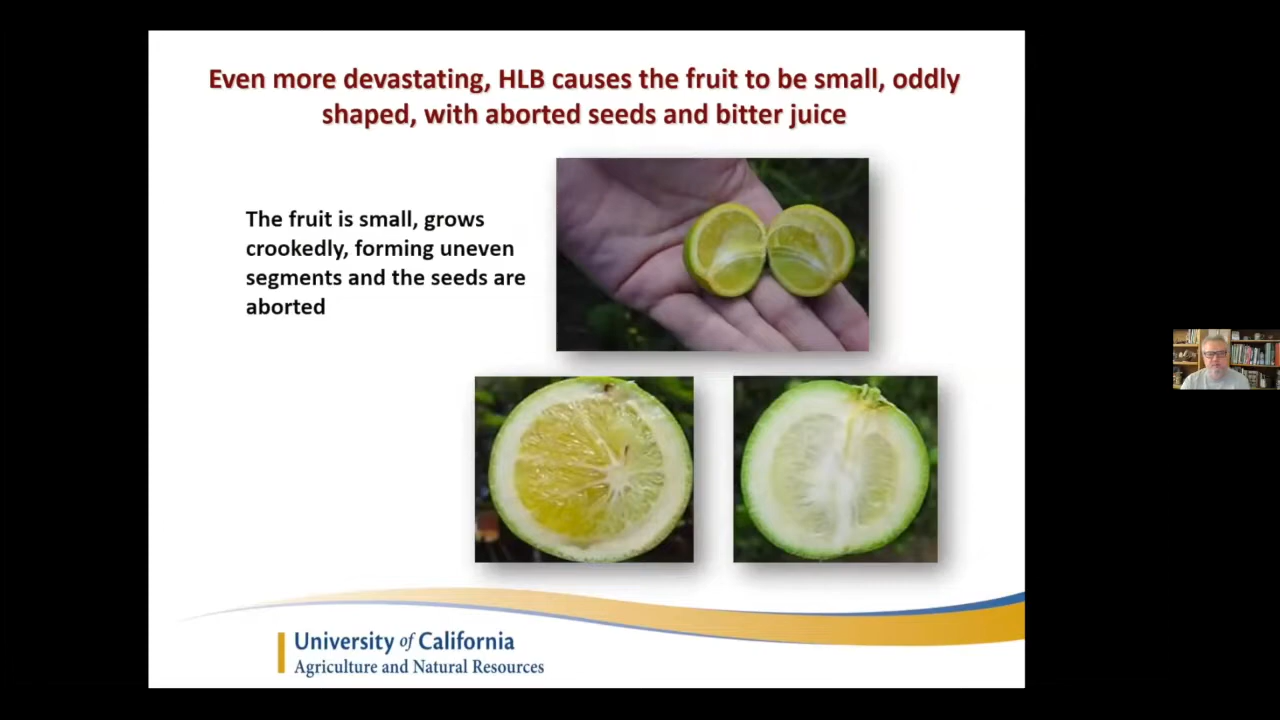 Even more devastating, HLB causes the fruit to be small, oddly
shaped, with aborted seeds and bitter juice
The fruit is small, grows
crookedly, forming uneven
segments and the seeds are
aborted
University of California
Agriculture and Natural Resources